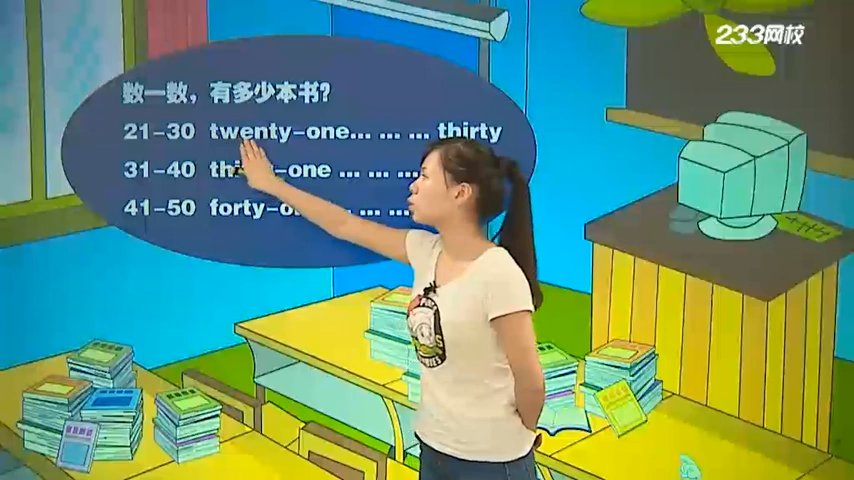 233网校
数一数，有多少本书?
21-30 twenty-one... ... ... thirty
31-40 -one ... ... ...
41-50 forty- ... ...